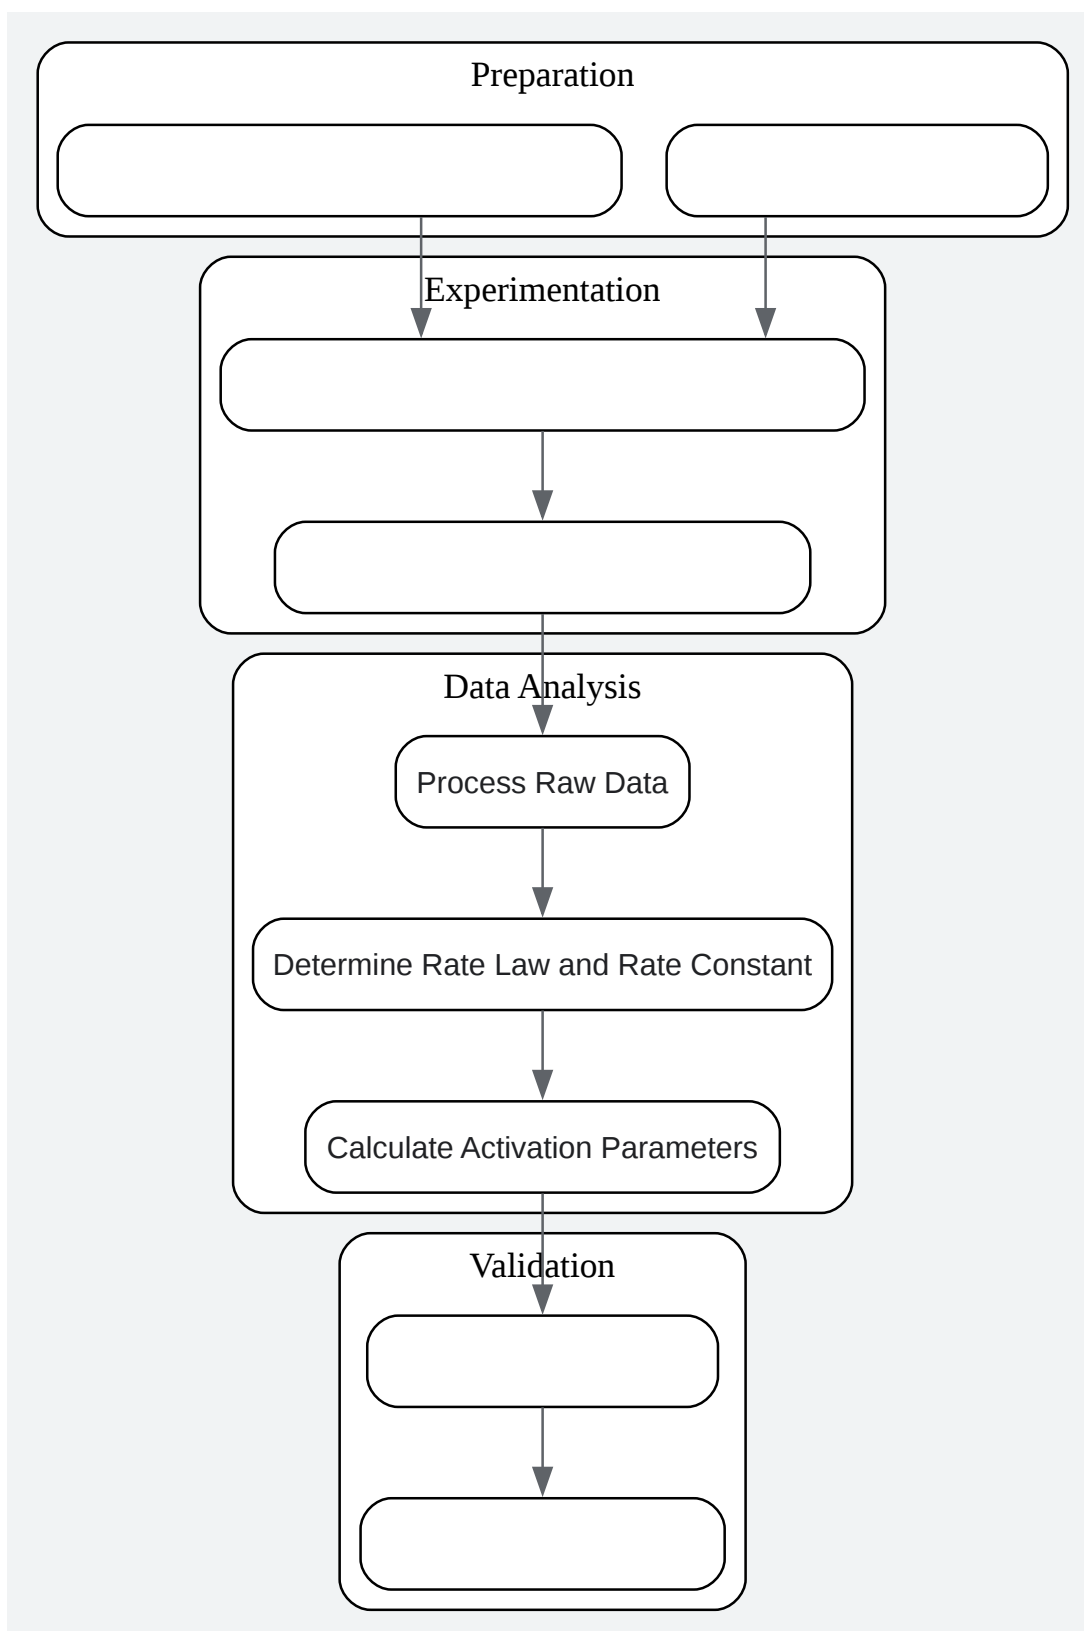 Preparation
Experimentation
Data Analysis
Process Raw Data
Determine Rate Law and Rate Constant
Calculate Activation Parameters
Validation